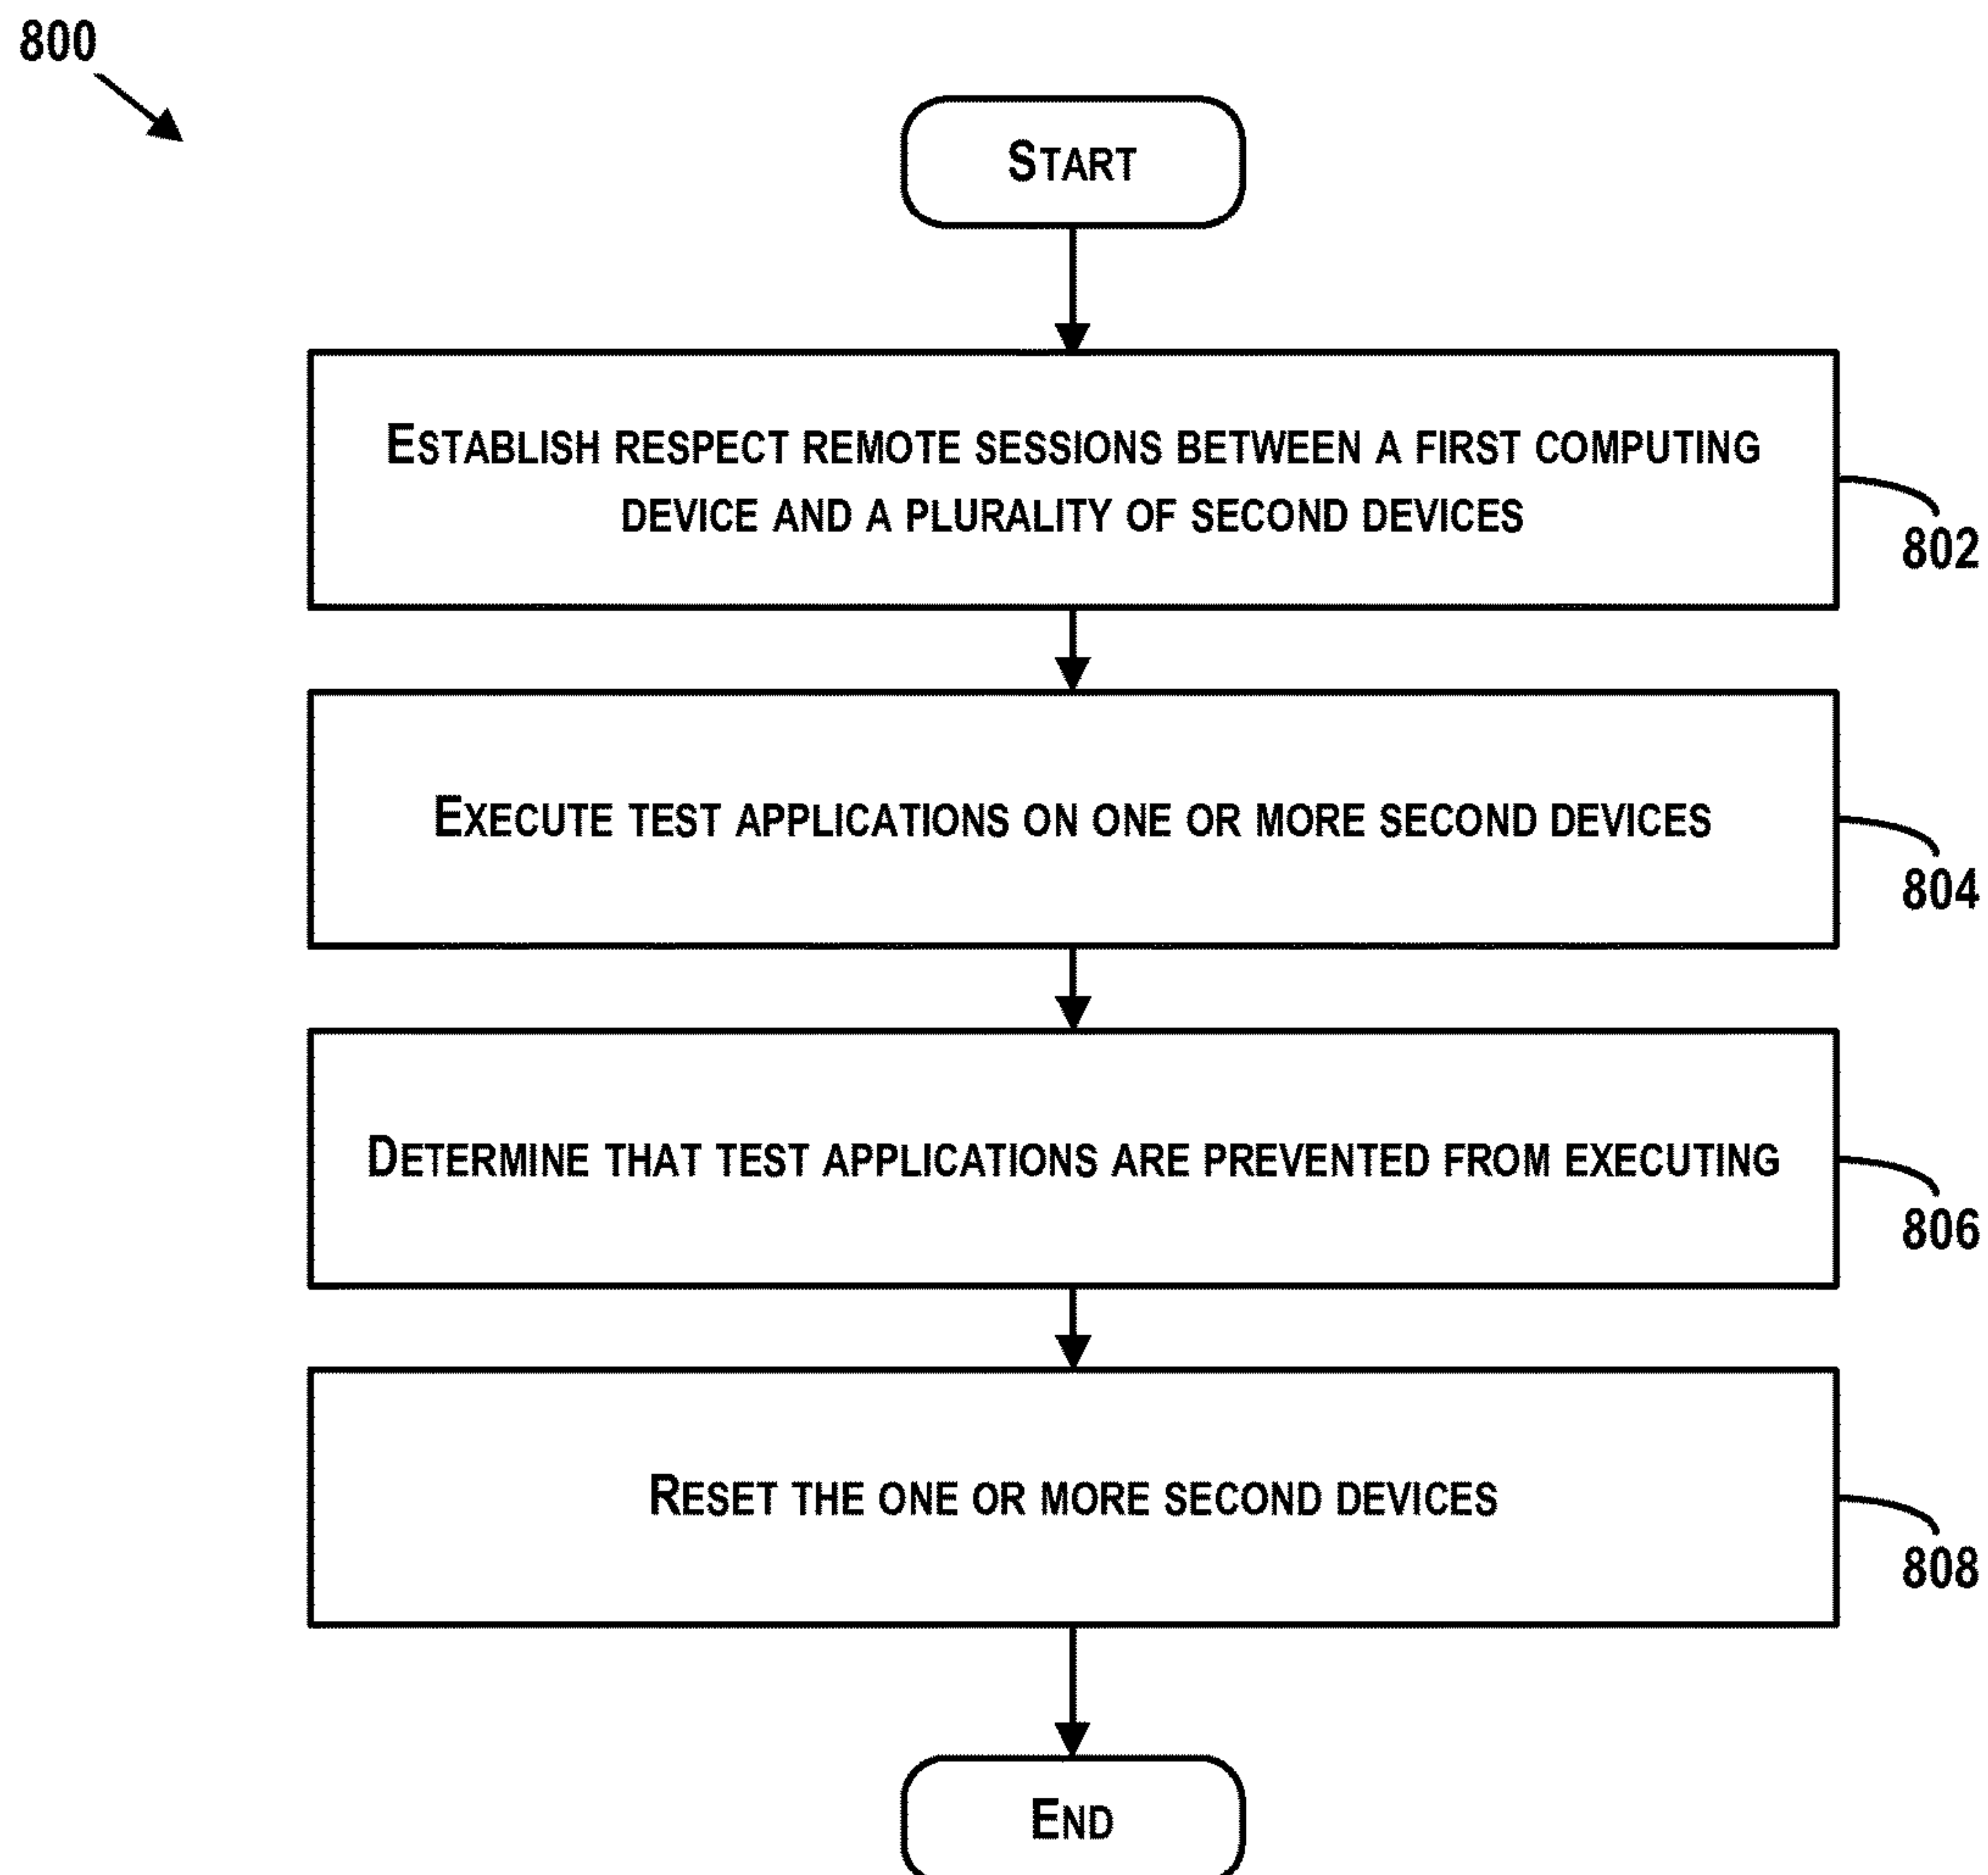 800
START
ESTABLISH RESPECT REMOTE SESSIONS BETWEEN A FIRST COMPUTING
DEVICE AND A PLURALITY OF SECOND DEVICES
802
EXECUTE TEST APPLICATIONS ON ONE OR MORE SECOND DEVICES
804
DETERMINE THAT TEST APPLICATIONS ARE PREVENTED FROM EXECUTING
806
RESET THE ONE OR MORE SECOND DEVICES
808
END